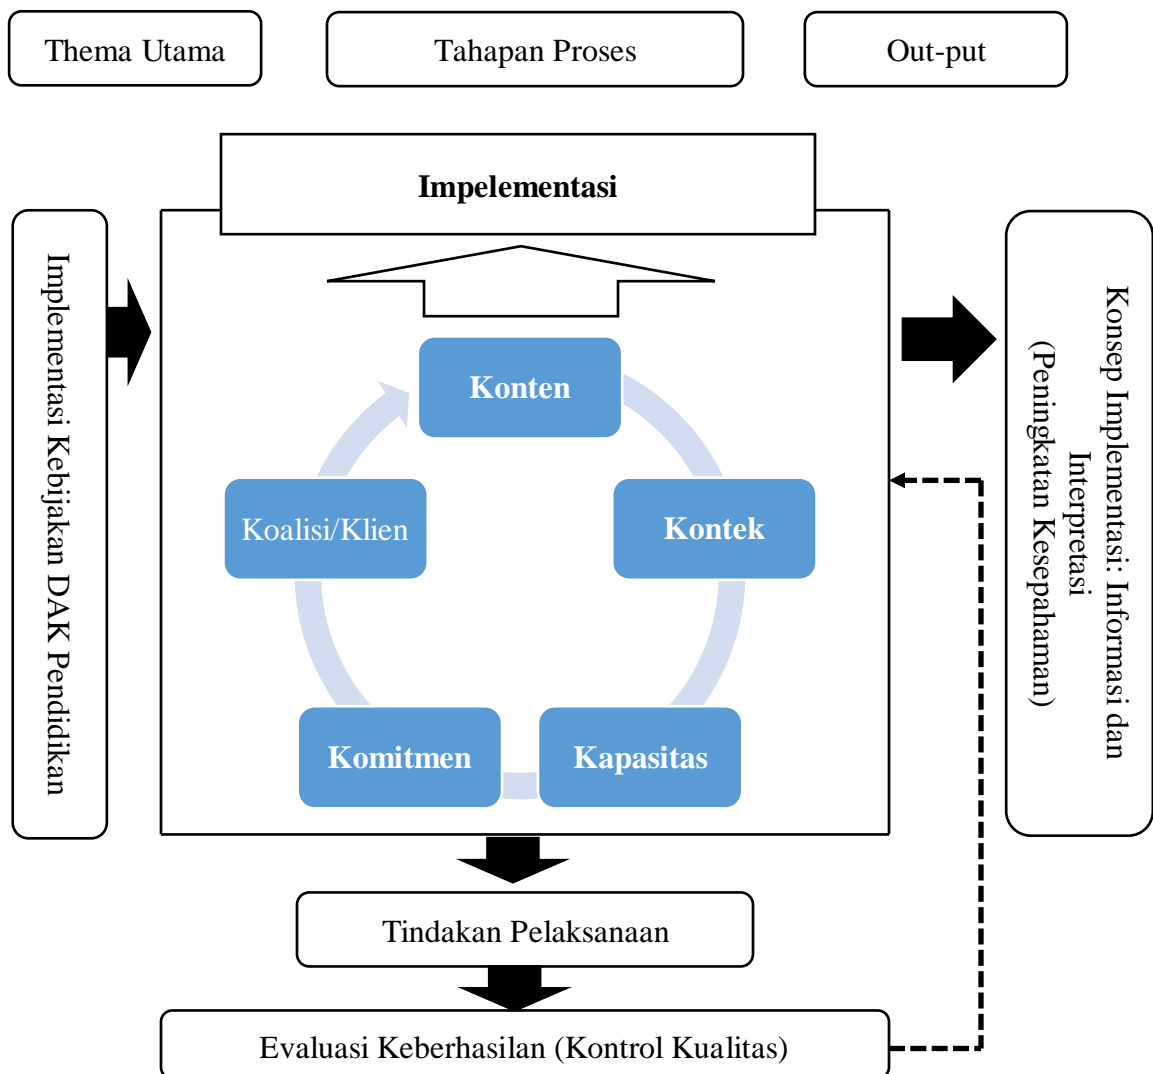 Thema Utama
Tahapan Proses
Out-put
Impelementasi
Implementasi Kebijakan DAK Pendidikan
Konten
Kontek
Kapasitas
Komitmen
Koalisi/Klien
Konsep Implementasi: Informasi dan
Interpretasi
(Peningkatan Kesepahaman)
Tindakan Pelaksanaan
Evaluasi Keberhasilan (Kontrol Kualitas)